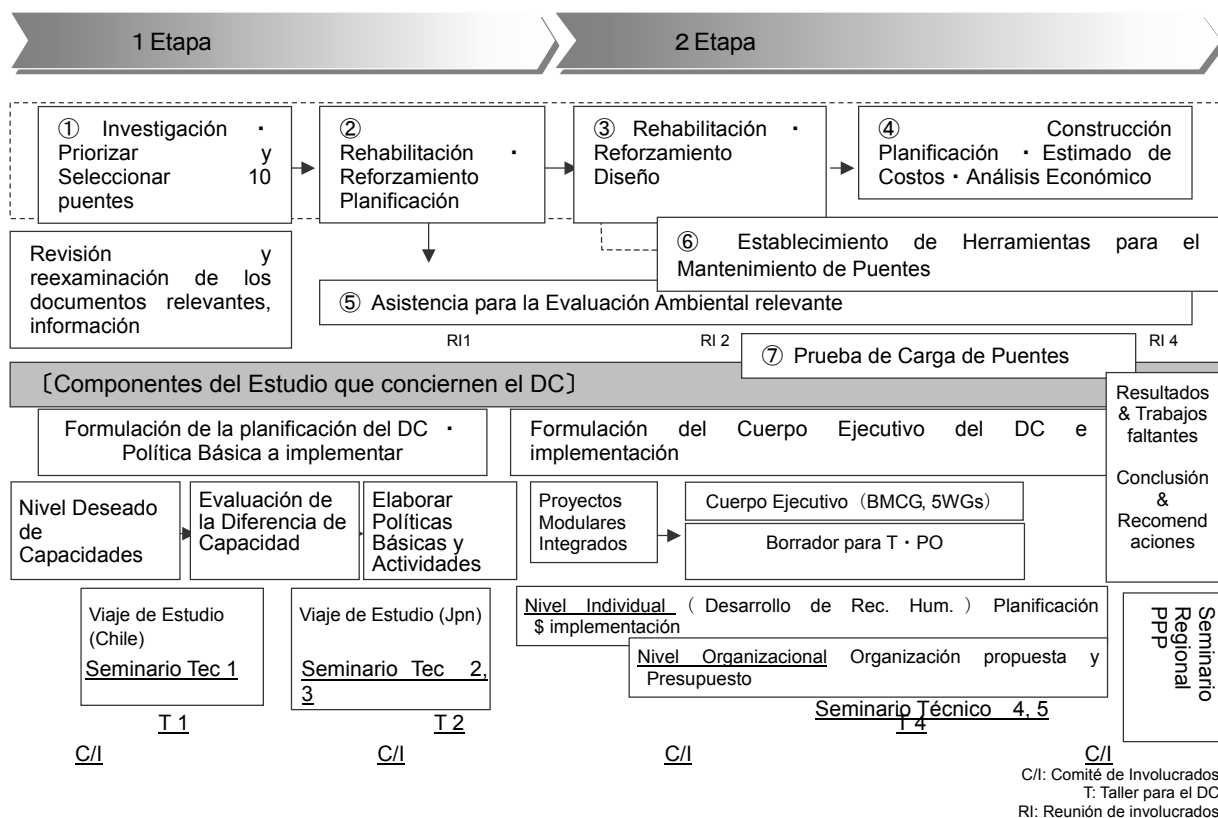 1 Etapa
2 Etapa
① Investigación ・
Priorizar y
Seleccionar 10
puentes
②
Rehabilitación ・
Reforzamiento
Planificación
③ Rehabilitación ・
Reforzamiento
Diseño
④ Construcción
Planificación ・Estimado de
Costos・Análisis Económico
Revisión y
reexaminación de los
documentos relevantes,
información
⑥ Establecimiento de Herramientas para el
Mantenimiento de Puentes
⑤ Asistencia para la Evaluación Ambiental relevante
RI1
RI 2
RI 4
⑦ Prueba de Carga de Puentes
〔Componentes del Estudio que conciernen el DC〕
Resultados
& Trabajos
faltantes
Conclusión
&
Recomend
aciones
Formulación de la planificación del DC ・
Política Básica a implementar
Formulación del Cuerpo Ejecutivo del DC e
implementación
Nivel Deseado
de
Capacidades
Evaluación de
la Diferencia de
Capacidad
Elaborar
Políticas
Básicas y
Actividades
Proyectos
Modulares
Integrados
Cuerpo Ejecutivo（BMCG, 5WGs）
Borrador para T・PO
Viaje de Estudio
(Chile)
Seminario Tec 1
Viaje de Estudio (Jpn)
Seminario Tec 2,
3
Nivel Individual（Desarrollo de Rec. Hum.）Planificación
$ implementación
Nivel Organizacional Organización propuesta y
Presupuesto
Seminario
Regional
PPP
Seminario Técnico 4, 5
T 1
T 2
T 4
C/I
C/I
C/I
C/I
C/I: Comité de Involucrados
T: Taller para el DC
RI: Reunión de involucrados